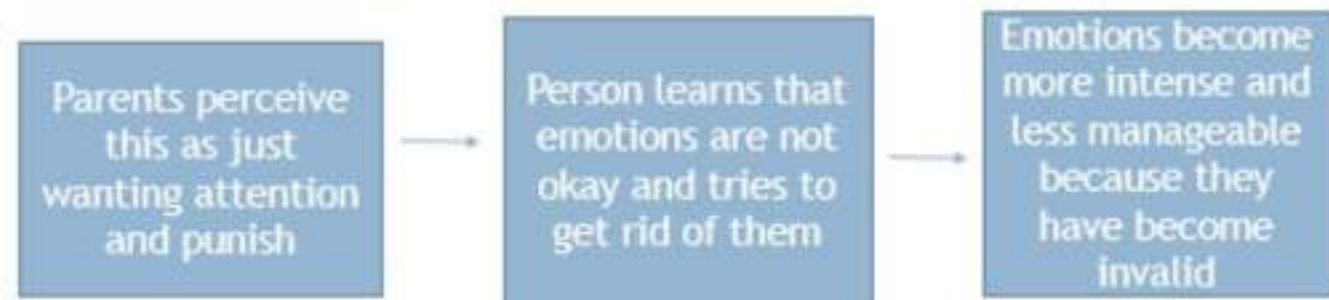 Parents perceive
this as just
wanting attention
and punish
Person learns that
emotions are not
okay and tries to
get rid of them
Emotions become
more intense and
less manageable
because they
have become
invalid